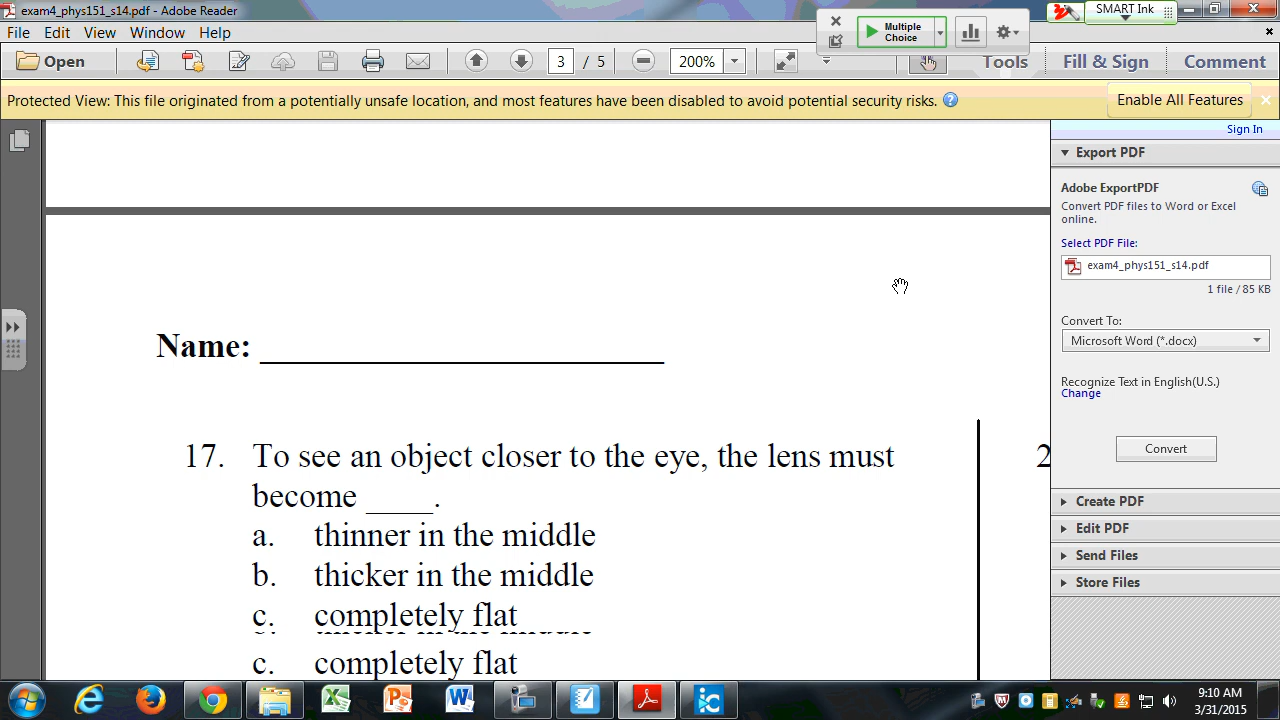 exam4_phys151_s14.pdf - Adobe Reader
SMART Ink
File Edit View Window Help
Multiple
Choice
Open
3 / 5
200%
Tools Fill & Sign Comment
Protected View: This file originated from a potentially unsafe location, and most features have been disabled to avoid potential security risks.
Enable All Features
Sign In
Export PDF
Adobe ExportPDF
Convert PDF files to Word or Excel
online.
Select PDF File:
exam4_phys151_s14.pdf
1 file / 85 KB
Convert To:
Microsoft Word (*.docx)
Recognize Text in English(U.S.)
Change
Convert
Create PDF
Edit PDF
Send Files
Store Files
Name: ________________________
17. To see an object closer to the eye, the lens must
become ____.
a. thinner in the middle
b. thicker in the middle
c. completely flat
c. completely flat
2
9:10 AM
3/31/2015